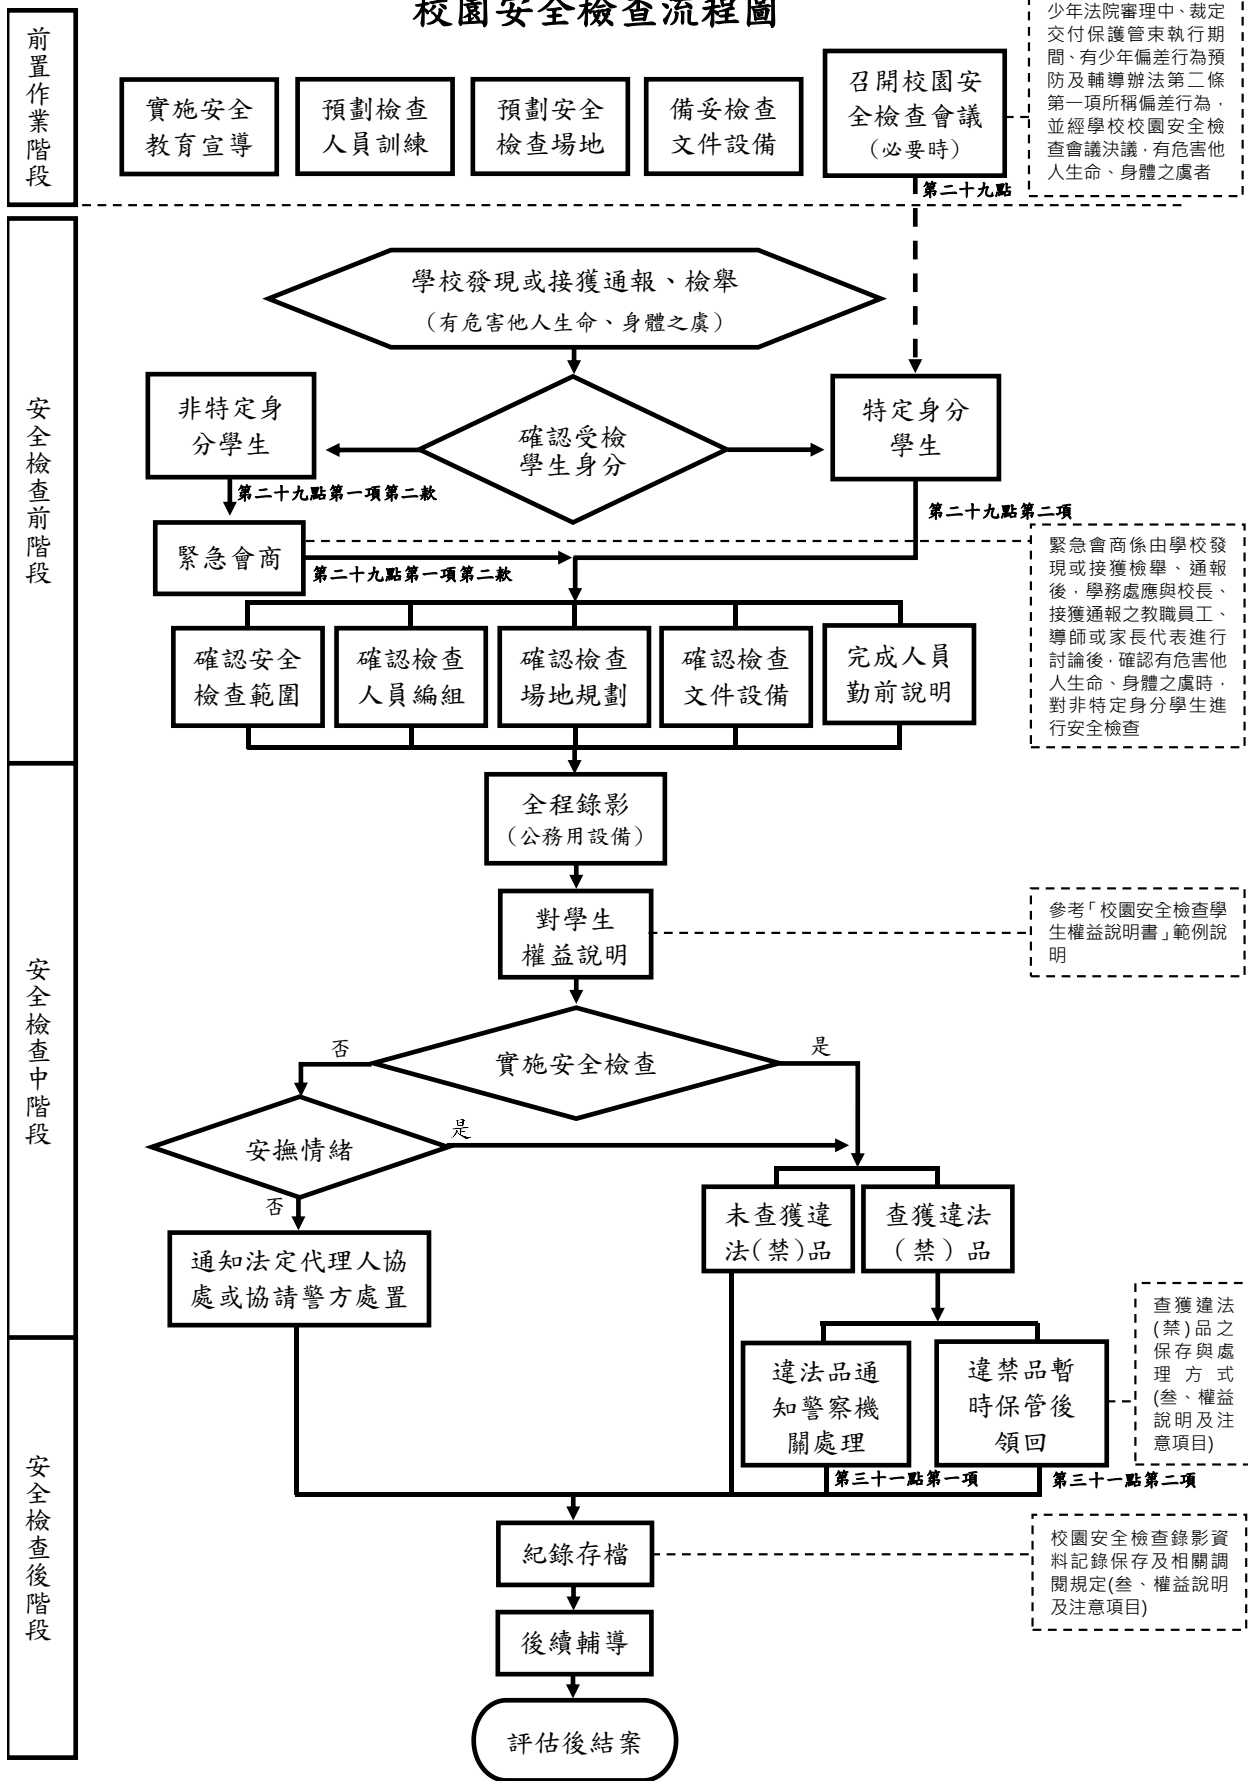 校園安全檢查流程圖
少年法院審理中、裁定
交付保護管束執行期
間、有少年偏差行為預
防及輔導辦法第二條
第一項所稱偏差行為，
並經學校校園安全檢
查會議決議，有危害他
人生命、身體之虞者
前置作業階段
實施安全
教育宣導
預劃檢查
人員訓練
預劃安全
檢查場地
備妥檢查
文件設備
召開校園安
全檢查會議
(必要時)
第二十九點
安全檢查前階段
學校發現或接獲通報、檢舉
（有危害他人生命、身體之虞）
非特定身
分學生
確認受檢
學生身分
特定身分
學生
第二十九點第一項第二款
第二十九點第二項
緊急會商
第二十九點第一項第二款
緊急會商係由學校發
現或接獲檢舉、通報
後，學務處應與校長、
接獲通報之教職員工、
導師或家長代表進行
討論後，確認有危害他
人生命、身體之虞時，
對非特定身分學生進
行安全檢查
確認安全
檢查範圍
確認檢查
人員編組
確認檢查
場地規劃
確認檢查
文件設備
完成人員
勤前說明
安全檢查中階段
全程錄影
（公務用設備）
對學生
權益說明
參考「校園安全檢查學
生權益說明書」範例說
明
實施安全檢查
否
是
安撫情緒
是
否
通知法定代理人協
處或協請警方處置
未查獲違
法(禁)品
查獲違法
(禁)品
查獲違法
(禁)品之
保存與處
理方式
(叁、權益
說明及注
意項目)
違法品通
知警察機
關處理
違禁品暫
時保管後
領回
第三十一點第一項
第三十一點第二項
安全檢查後階段
紀錄存檔
校園安全檢查錄影資
料記錄保存及相關調
閱規定(叁、權益說明
及注意項目)
後續輔導
評估後結案